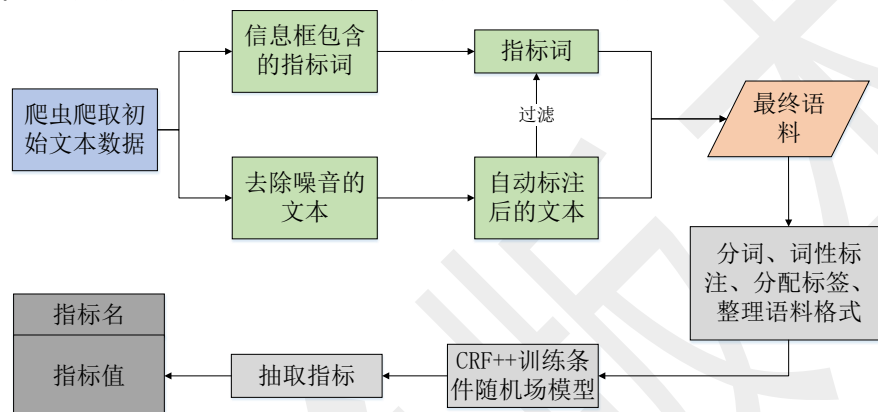 信息框包含
的指标词
指标词
爬虫爬取初
始文本数据
过滤
最终语
料
去除噪音的
文本
自动标注
后的文本
分词、词性标
注、分配标签、
整理语料格式
指标名
指标值
抽取指标
CRF++训练条
件随机场模型